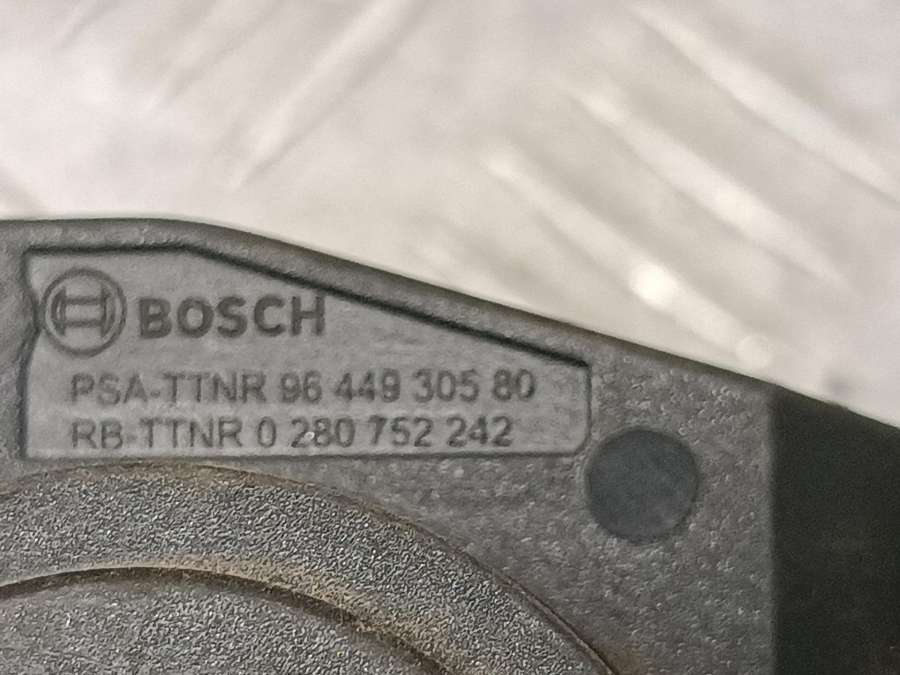 BOSCH
PSA-TTNR 96 449 305 80
RB-TTNR 0 280 752 242